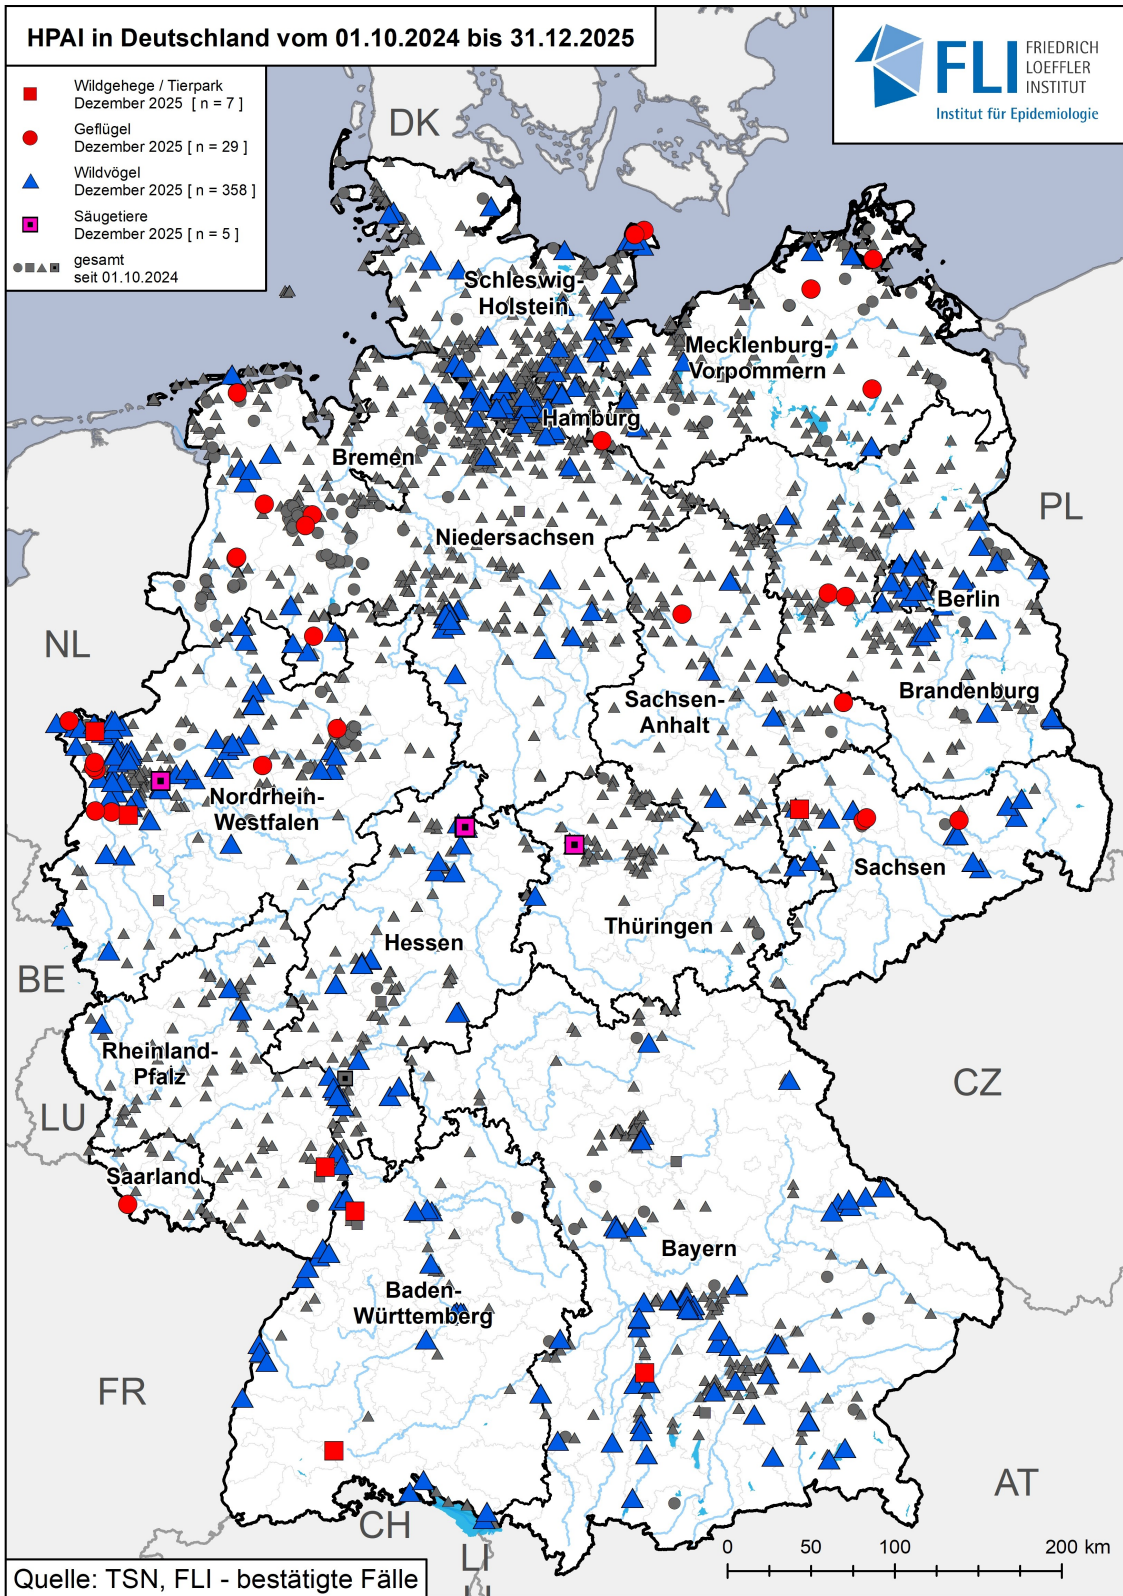 HPAI in Deutschland vom 01.10.2024 bis 31.12.2025
Wildgehege / Tierpark
Dezember 2025 [ n = 7 ]
Geflügel
Dezember 2025 [ n = 29 ]
Wildvögel
Dezember 2025 [ n = 358 ]
Säugetiere
Dezember 2025 [ n = 5 ]
gesamt
seit 01.10.2024
FLI
FRIEDRICH
LOEFFLER
INSTITUT
Institut für Epidemiologie
DK
Schleswig-
Holstein
Mecklenburg-
Vorpommern
Hamburg
Bremen
PL
Niedersachsen
Berlin
NL
Brandenburg
Sachsen-
Anhalt
Nordrhein-
Westfalen
Sachsen
Thüringen
Hessen
BE
Rheinland-
Pfalz
CZ
LU
Saarland
Bayern
Baden-
Württemberg
FR
AT
CH
LI
0 50 100 200 km
Quelle: TSN, FLI - bestätigte Fälle